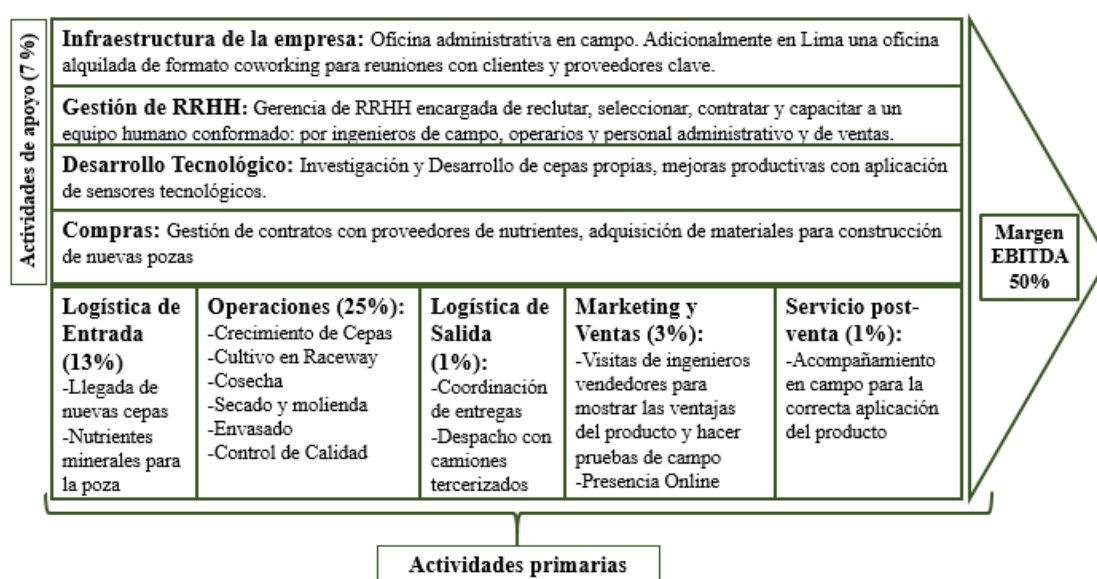 Actividades de apoyo (7 %)
Infraestructura de la empresa: Oficina administrativa en campo. Adicionalmente en Lima una oficina
alquilada de formato coworking para reuniones con clientes y proveedores clave.
Gestión de RRHH: Gerencia de RRHH encargada de reclutar, seleccionar, contratar y capacitar a un
equipo humano conformado: por ingenieros de campo, operarios y personal administrativo y de ventas.
Desarrollo Tecnológico: Investigación y Desarrollo de cepas propias, mejoras productivas con aplicación
de sensores tecnológicos.
Compras: Gestión de contratos con proveedores de nutrientes, adquisición de materiales para construcción
de nuevas pozas
Logística de
Entrada
(13%)
-Llegada de
nuevas cepas
-Nutrientes
minerales para
la poza
Operaciones (25%):
-Crecimiento de Cepas
-Cultivo en Raceway
-Cosecha
-Secado y molienda
-Envasado
-Control de Calidad
Logística de
Salida
(1%):
-Coordinación
de entregas
-Despacho con
camiones
tercerizados
Marketing y
Ventas (3%):
-Visitas de ingenieros
vendedores para
mostrar las ventajas
del producto y hacer
pruebas de campo
-Presencia Online
Servicio post-
venta (1%):
-Acompañamiento
en campo para la
correcta aplicación
del producto
Margen
EBITDA
50%
Actividades primarias